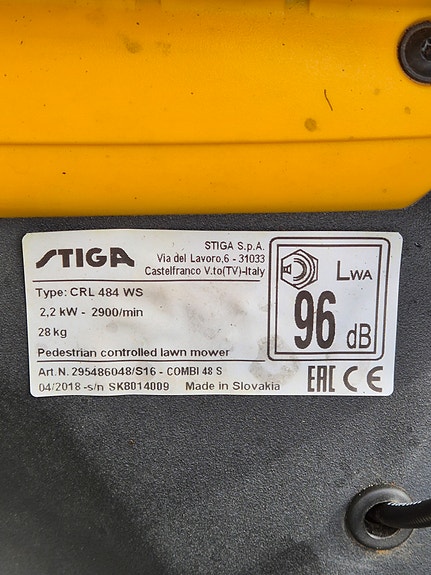 STIGA
STIGA S.p.A.
Via del Lavoro,6 - 31033
Castelfranco V.to(TV)-Italy
Type: CRL 484 WS
2,2 kW - 2900/min
28 kg
Pedestrian controlled lawn mower
Art.N. 295486048/S16 - COMBI 48 S
04/2018 -s/n SK8014009 Made in Slovakia
LWA
96 dB
EAC CE